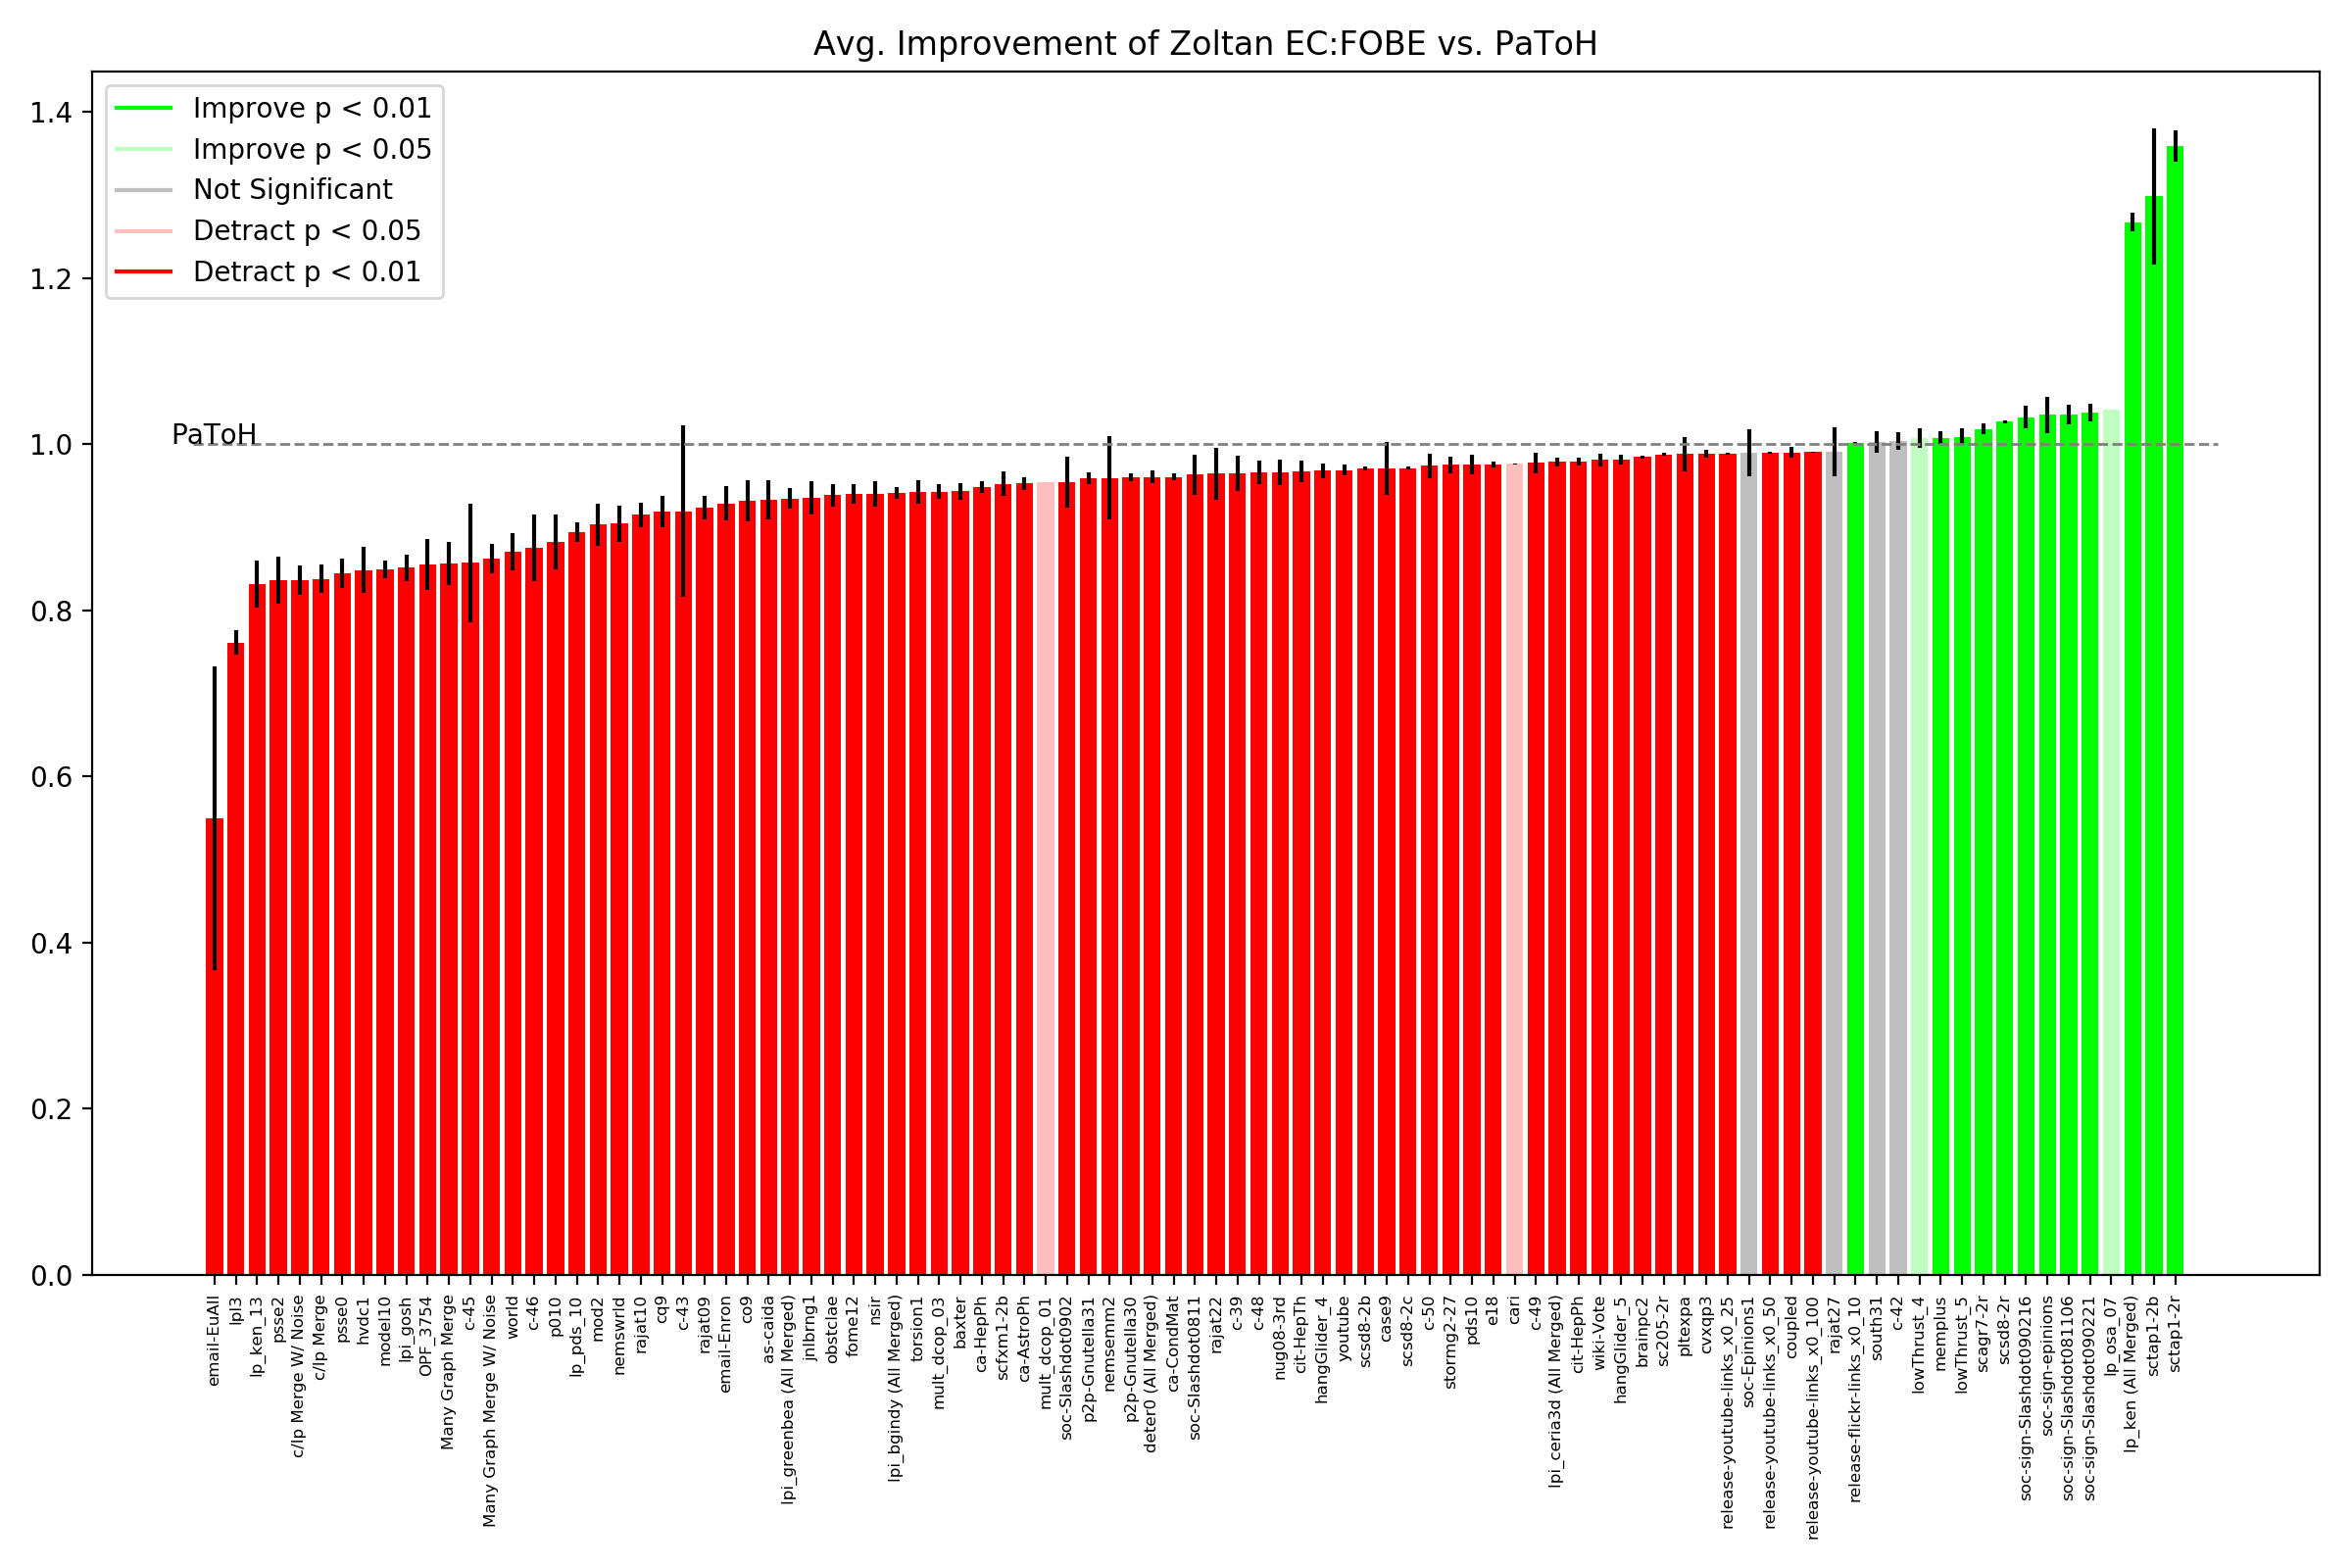 Avg. Improvement of Zoltan EC:FOBE vs. PaToH
Improve p < 0.01
Improve p < 0.05
Not Significant
Detract p < 0.05
Detract p < 0.01
1.4
1.2
1.0
0.8
0.6
0.4
0.2
0.0
PaToH
email-EuAll
lpl3
lp_ken_13
psse2
c/lp Merge W/ Noise
c/lp Merge
psse0
hvdc1
model10
lpi_gosh
OPF_3754
Many Graph Merge
c-45
Many Graph Merge W/ Noise
world
c-46
p010
lp_pds_10
mod2
nemswrld
rajat10
cq9
c-43
rajat09
email-Enron
co9
as-caida
lpi_greenbea (All Merged)
jnlbrng1
obstclae
fome12
nsir
lpi_bgindy (All Merged)
torsion1
mult_dcop_03
baxter
ca-HepPh
scfxm1-2b
ca-AstroPh
mult_dcop_01
soc-Slashdot0902
p2p-Gnutella31
nemsemm2
p2p-Gnutella30
deter0 (All Merged)
ca-CondMat
soc-Slashdot0811
rajat22
c-39
c-48
nug08-3rd
cit-HepTh
hangGlider_4
youtube
scsd8-2b
case9
scsd8-2c
c-50
stormg2-27
pds10
e18
cari
c-49
lpi_ceria3d (All Merged)
cit-HepPh
wiki-Vote
hangGlider_5
brainpc2
sc205-2r
pltexpa
cvxqp3
release-youtube-links_x0_25
soc-Epinions1
release-youtube-links_x0_50
coupled
release-youtube-links_x0_100
rajat27
release-flickr-links_x0_10
south31
c-42
lowThrust_4
memplus
lowThrust_5
scagr7-2r
scsd8-2r
soc-sign-Slashdot090216
soc-sign-epinions
soc-sign-Slashdot081106
soc-sign-Slashdot090221
lp_osa_07
lp_ken (All Merged)
sctap1-2b
sctap1-2r